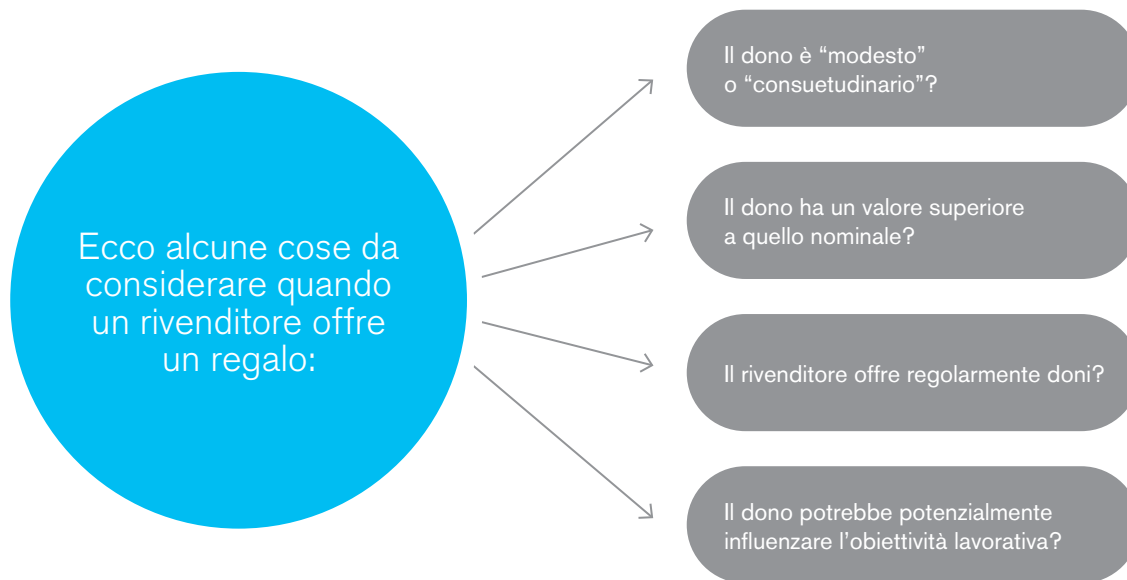 Ecco alcune cose da
considerare quando
un rivenditore offre
un regalo:
Il dono è “modesto”
o “consuetudinario”?
Il dono ha un valore superiore
a quello nominale?
Il rivenditore offre regolarmente doni?
Il dono potrebbe potenzialmente
influenzare l’obiettività lavorativa?